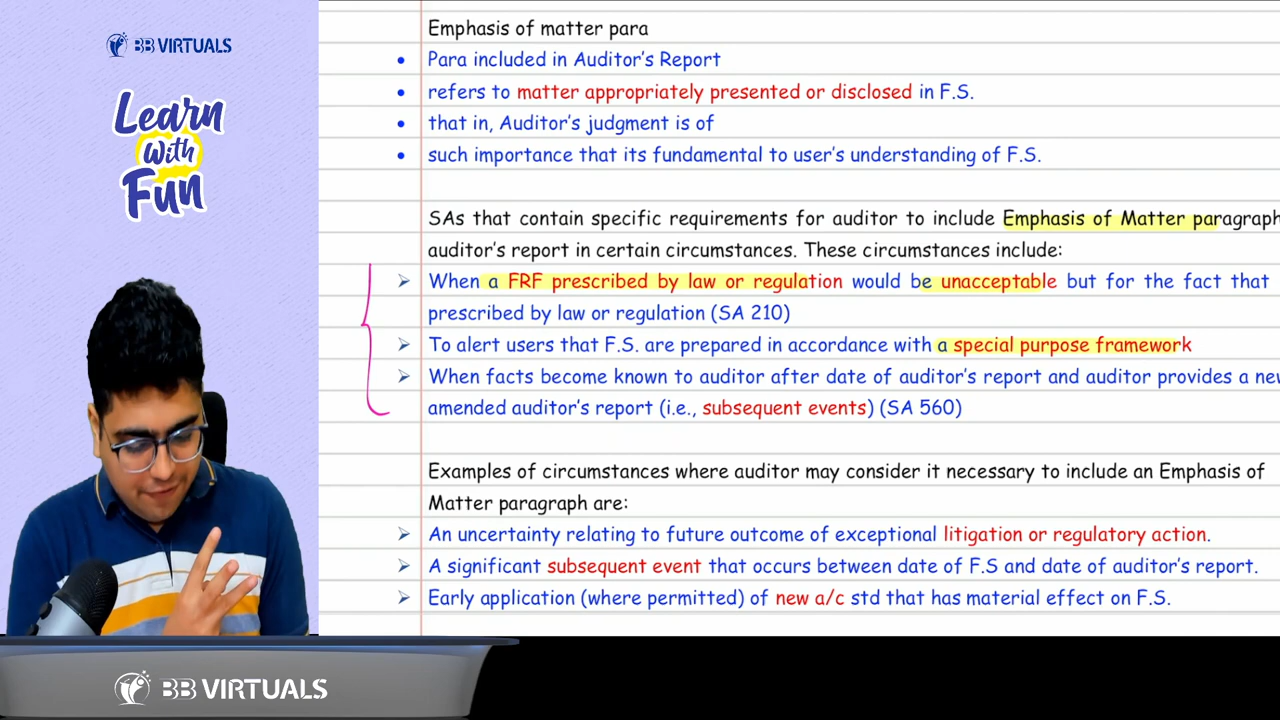 BB VIRTUALS
Learn
With
Fun
Emphasis of matter para
• Para included in Auditor's Report
• refers to matter appropriately presented or disclosed in F.S.
• that in, Auditor's judgment is of
• such importance that its fundamental to user's understanding of F.S.
SAs that contain specific requirements for auditor to include Emphasis of Matter paragraph
auditor's report in certain circumstances. These circumstances include:
➢ When a FRF prescribed by law or regulation would be unacceptable but for the fact that
prescribed by law or regulation (SA 210)
➢ To alert users that F.S. are prepared in accordance with a special purpose framework
➢ When facts become known to auditor after date of auditor's report and auditor provides a
amended auditor's report (i.e., subsequent events) (SA 560)
Examples of circumstances where auditor may consider it necessary to include an Emphasis of
Matter paragraph are:
➢ An uncertainty relating to future outcome of exceptional litigation or regulatory action.
➢ A significant subsequent event that occurs between date of F.S and date of auditor's report.
➢ Early application (where permitted) of new a/c std that has material effect on F.S.
BB VIRTUALS